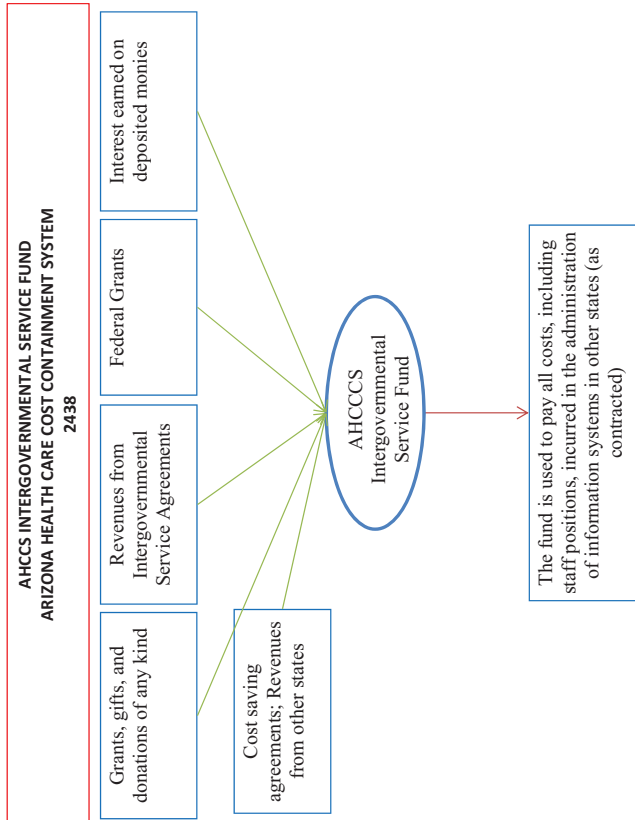 AHCCS INTERGOVERNMENTAL SERVICE FUND
ARIZONA HEALTH CARE COST CONTAINMENT SYSTEM
2438
Grants, gifts, and
donations of any kind
Revenues from
Intergovernmental
Service Agreements
Federal Grants
Interest earned on
deposited monies
Cost saving
agreements; Revenues
from other states
AHCCCS
Intergovernmental
Service Fund
The fund is used to pay all costs, including
staff positions, incurred in the administration
of information systems in other states (as
contracted)